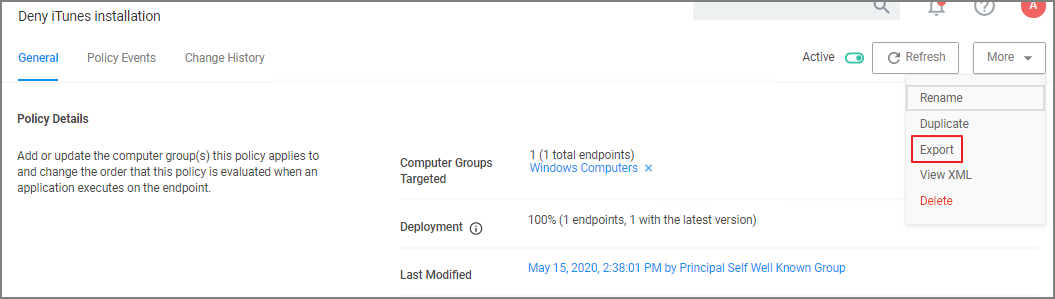 Deny iTunes installation
A
General
Policy Events
Change History
Active
Refresh
More
Rename
Duplicate
Export
View XML
Delete
Policy Details
Add or update the computer group(s) this policy applies to
and change the order that this policy is evaluated when an
application executes on the endpoint.
Computer Groups
Targeted
1 (1 total endpoints)
Windows Computers ×
Deployment
100% (1 endpoints, 1 with the latest version)
Last Modified
May 15, 2020, 2:38:01 PM by Principal Self Well Known Group